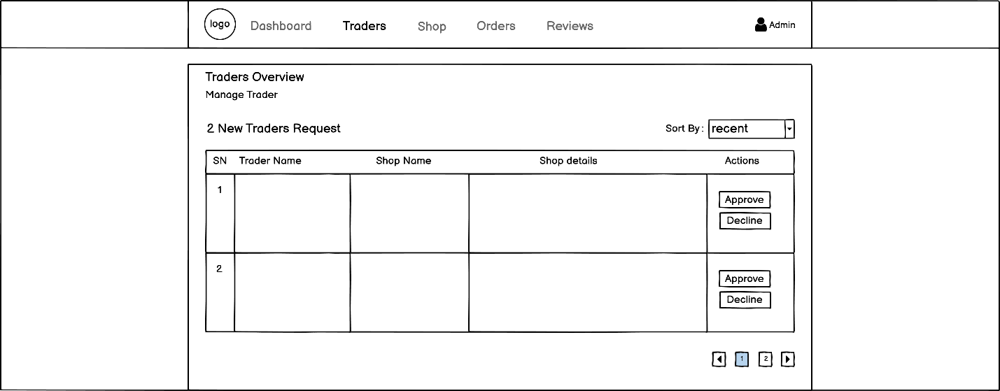 logo Dashboard Traders Shop Orders Reviews Admin
Traders Overview
Manage Trader
2 New Traders Request Sort By : recent
SN Trader Name Shop Name Shop details Actions
1
Approve
Decline
2
Approve
Decline
1 2